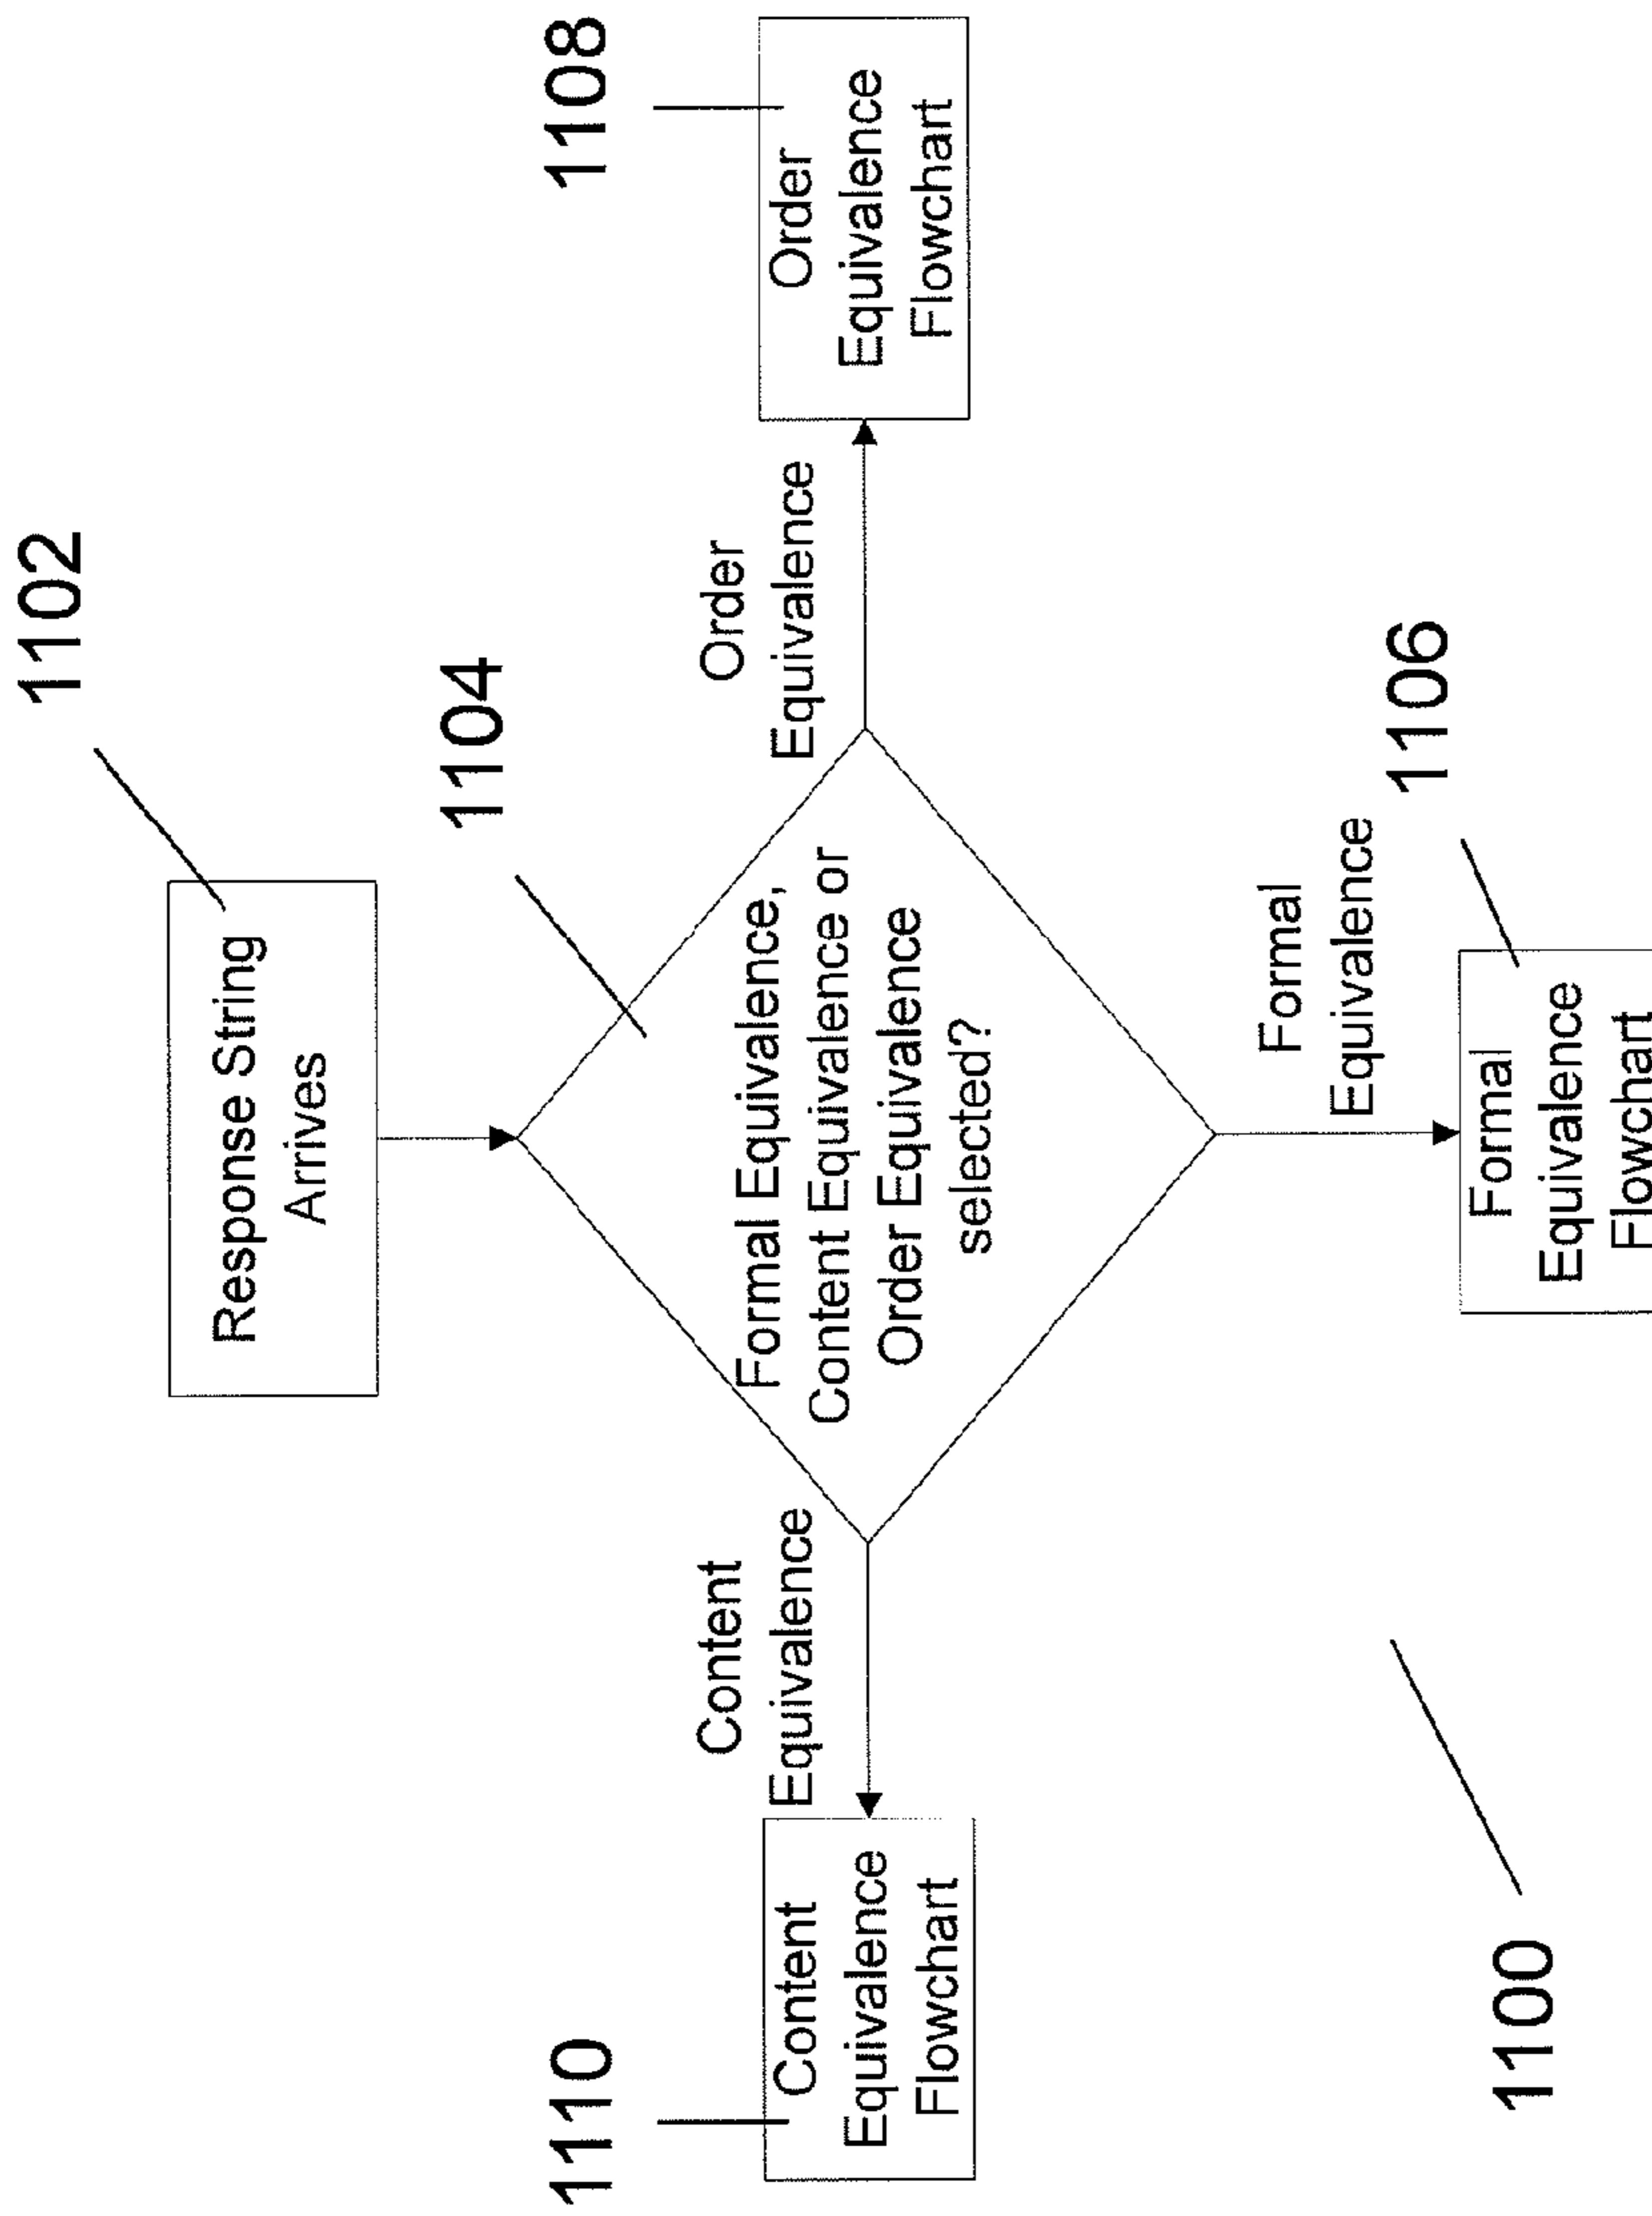 1102
Response String
Arrives
1104
Formal Equivalence,
Content Equivalence or
Order Equivalence
selected?
1110
Content
Equivalence
Flowchart
Content
Equivalence
Order
Equivalence
1108
Order
Equivalence
Flowchart
Formal
Equivalence
1106
Formal
Equivalence
Flowchart
1100